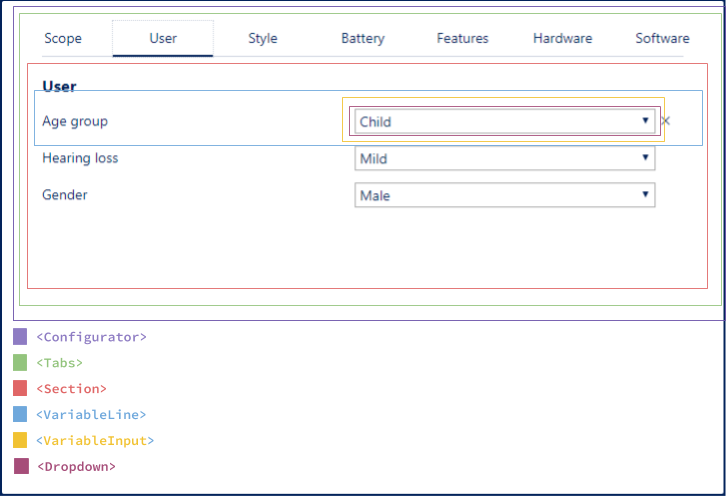 Scope User Style Battery Features Hardware Software
User
Age group Child ▼ ×
Hearing loss Mild ▼
Gender Male ▼
<Configurator>
<Tabs>
<Section>
<VariableLine>
<VariableInput>
<Dropdown>